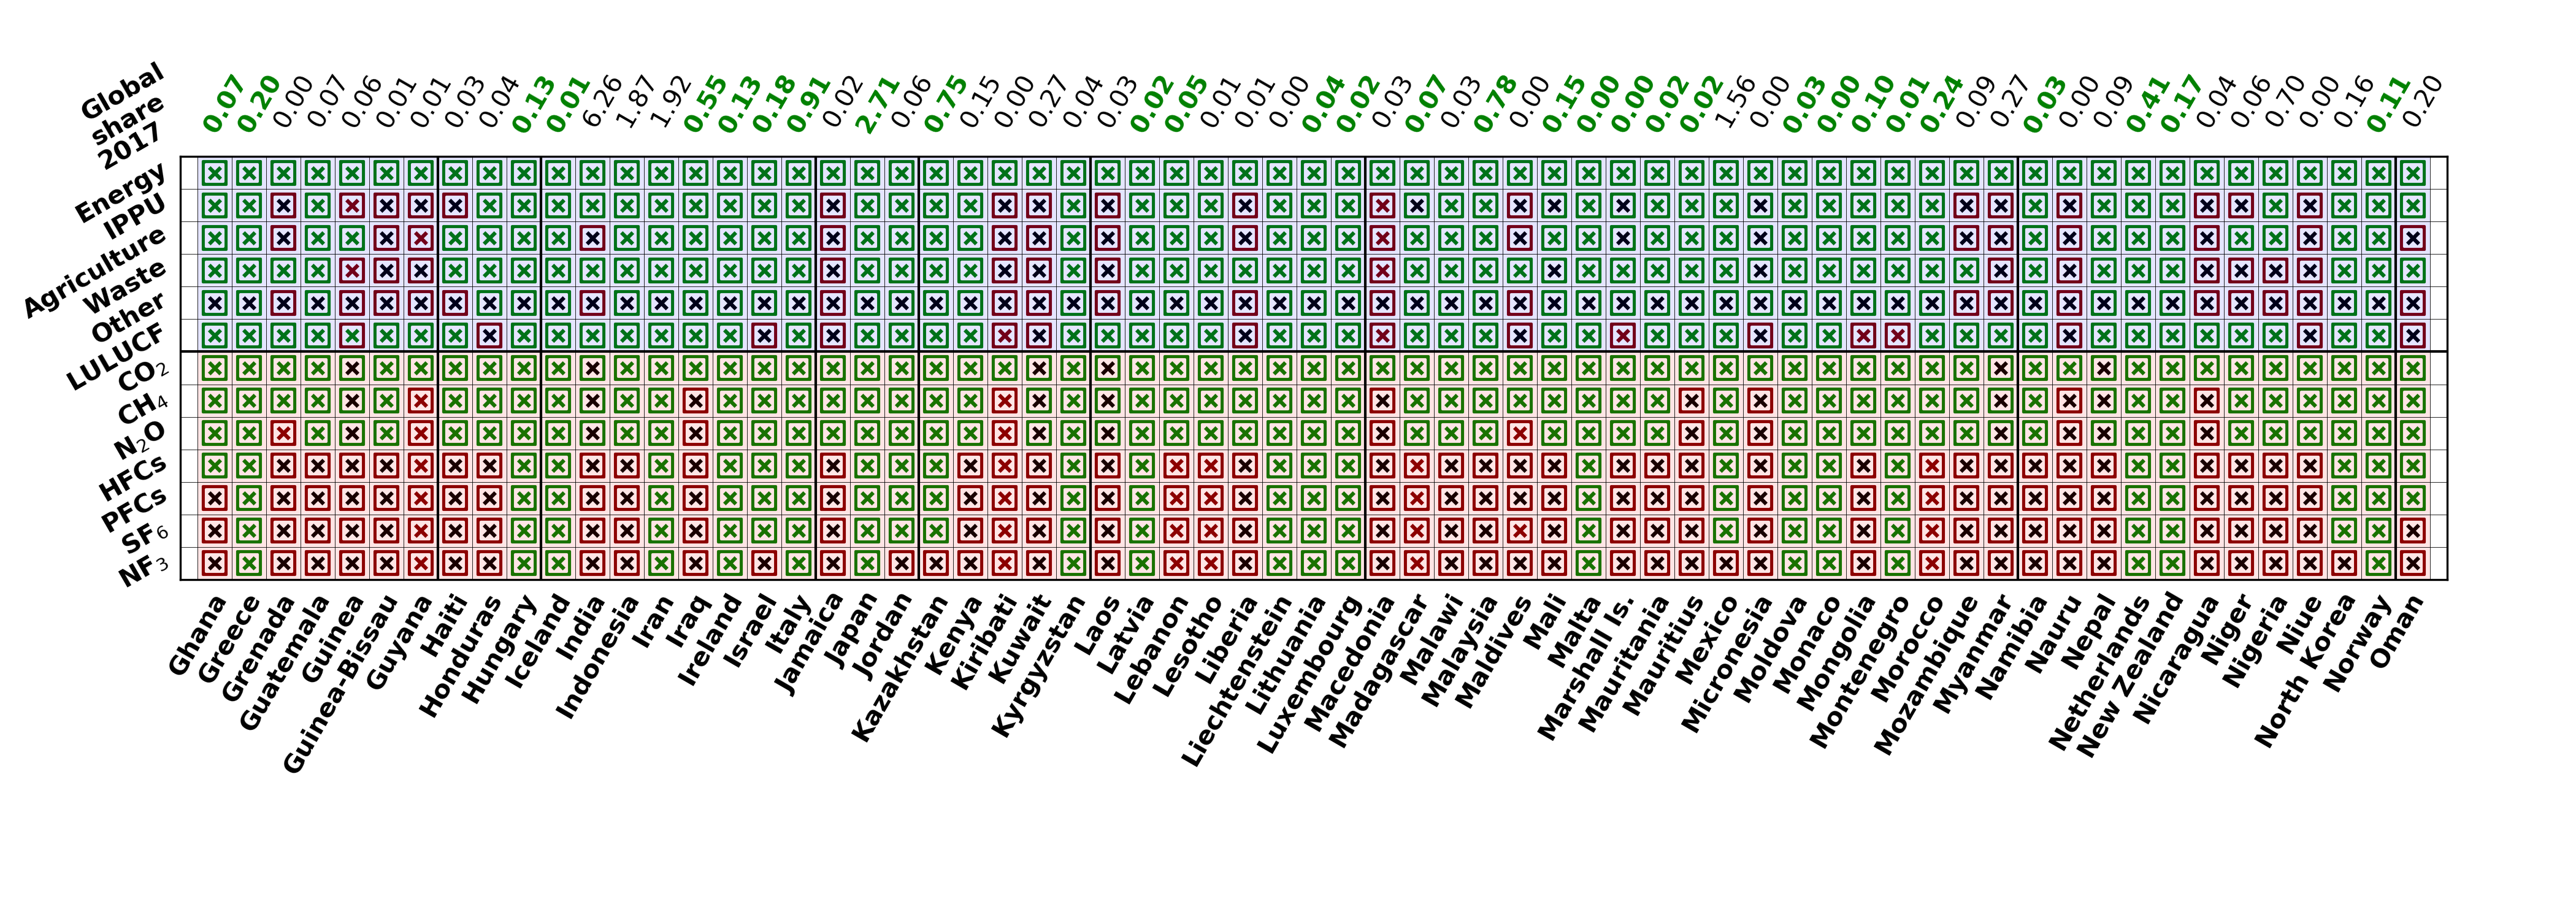 Global
share
2017
0.07
0.20
0.00
0.07
0.06
0.01
0.01
0.03
0.04
0.13
0.01
6.26
1.87
1.92
0.55
0.13
0.18
0.91
0.02
2.71
0.06
0.75
0.15
0.00
0.27
0.04
0.03
0.02
0.05
0.01
0.01
0.00
0.04
0.02
0.03
0.07
0.03
0.78
0.00
0.15
0.00
0.00
0.02
0.02
1.56
0.00
0.03
0.00
0.10
0.01
0.24
0.09
0.27
0.03
0.00
0.09
0.41
0.17
0.04
0.06
0.70
0.00
0.16
0.11
0.20
Energy
IPPU
Agriculture
Waste
Other
LULUCF
CO₂
CH₄
N₂O
HFCs
PFCs
SF₆
NF₃
Ghana
Greece
Grenada
Guatemala
Guinea
Guinea-Bissau
Guyana
Haiti
Honduras
Hungary
Iceland
India
Indonesia
Iran
Iraq
Ireland
Israel
Italy
Jamaica
Japan
Jordan
Kazakhstan
Kenya
Kiribati
Kuwait
Kyrgyzstan
Laos
Latvia
Lebanon
Lesotho
Liberia
Liechtenstein
Lithuania
Luxembourg
Macedonia
Madagascar
Malawi
Malaysia
Maldives
Mali
Malta
Marshall Is.
Mauritania
Mauritius
Mexico
Micronesia
Moldova
Monaco
Mongolia
Montenegro
Morocco
Mozambique
Myanmar
Namibia
Nauru
Nepal
Netherlands
New Zealand
Nicaragua
Niger
Nigeria
Niue
North Korea
Norway
Oman